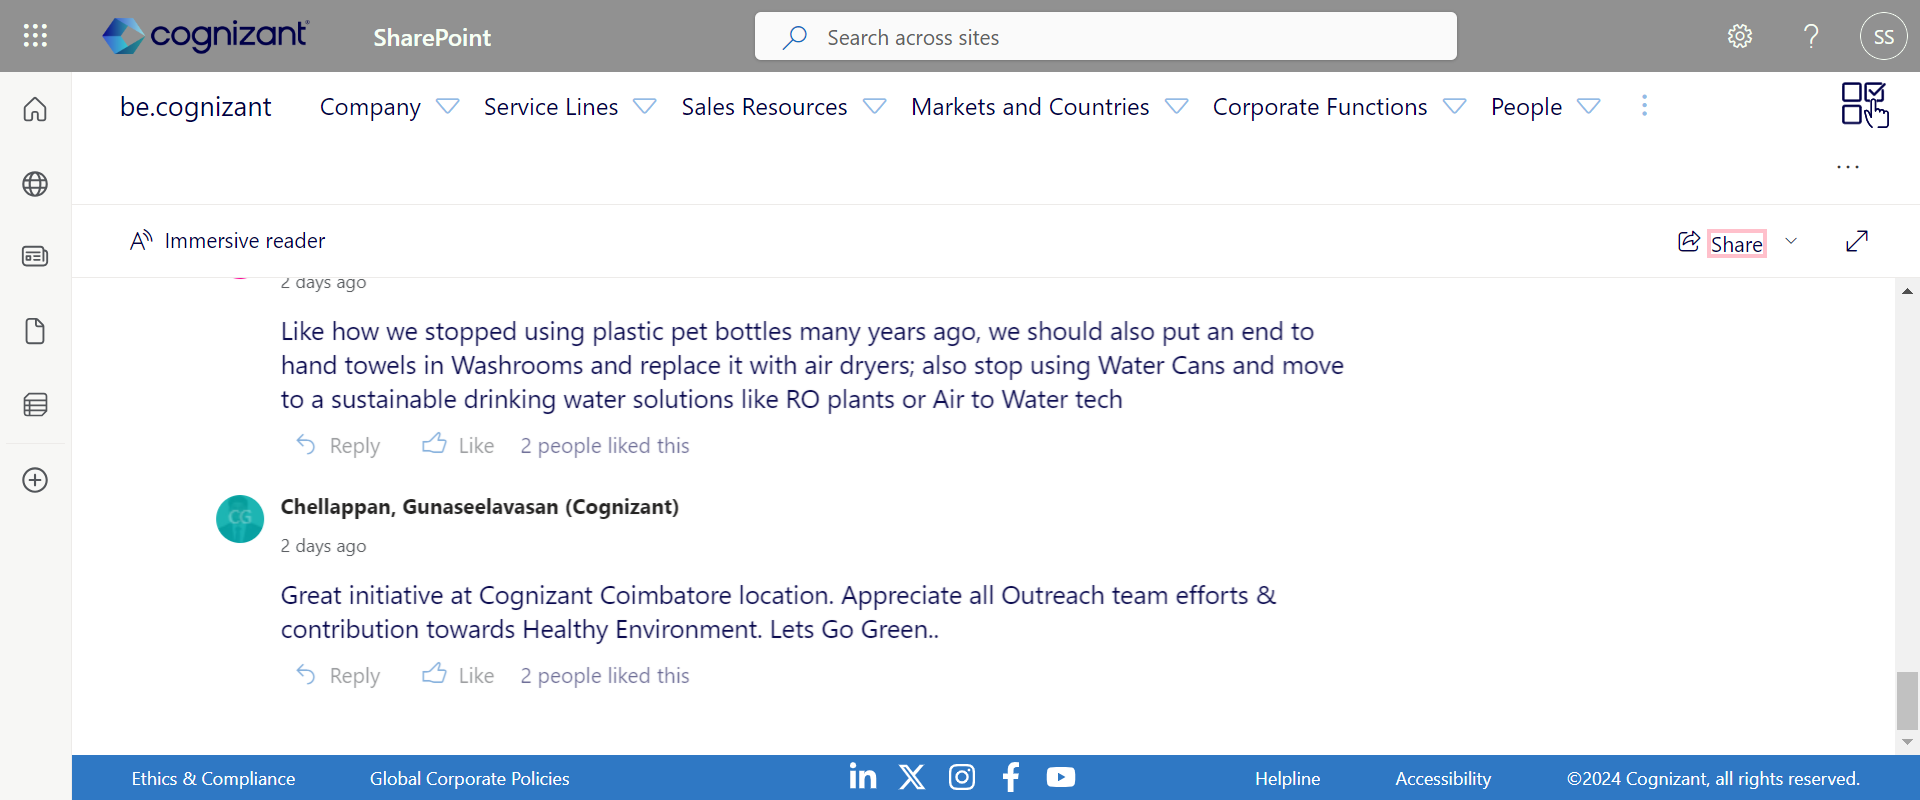 cognizant
SharePoint
Search across sites
?
SS
be.cognizant
Company
Service Lines
Sales Resources
Markets and Countries
Corporate Functions
People
...
Immersive reader
Share
2 days ago
Like how we stopped using plastic pet bottles many years ago, we should also put an end to
hand towels in Washrooms and replace it with air dryers; also stop using Water Cans and move
to a sustainable drinking water solutions like RO plants or Air to Water tech
Reply
Like
2 people liked this
CG
Chellappan, Gunaseelavasan (Cognizant)
2 days ago
Great initiative at Cognizant Coimbatore location. Appreciate all Outreach team efforts &
contribution towards Healthy Environment. Lets Go Green..
Reply
Like
2 people liked this
Ethics & Compliance
Global Corporate Policies
Helpline
Accessibility
©2024 Cognizant, all rights reserved.